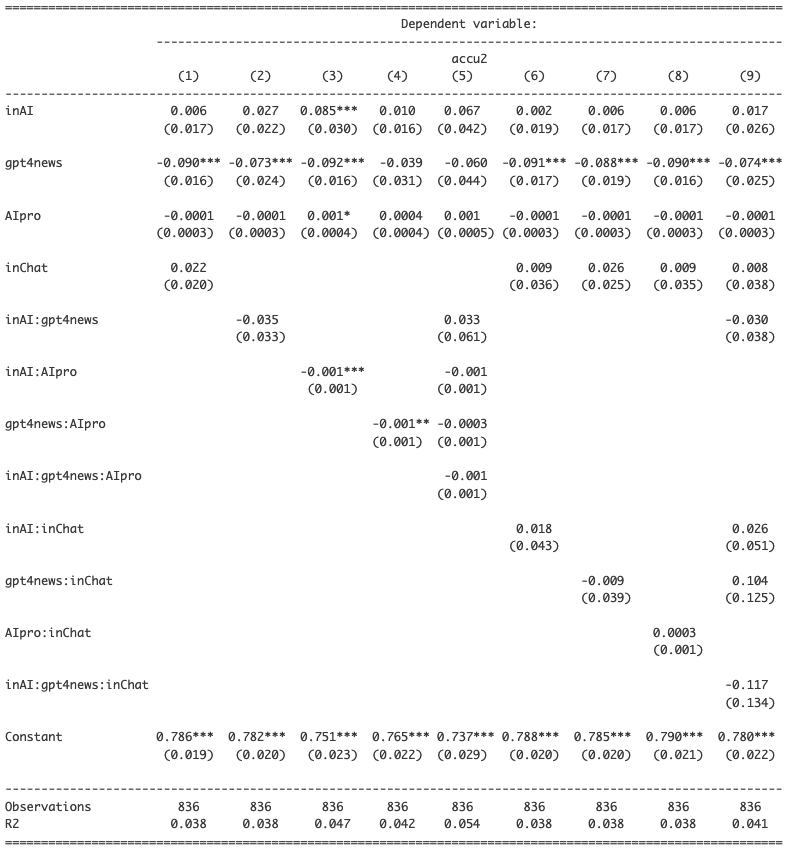 Dependent variable:
accu2
(1) (2) (3) (4) (5) (6) (7) (8) (9)
inAI 0.006 0.027 0.085*** 0.010 0.067 0.002 0.006 0.006 0.017
(0.017) (0.022) (0.030) (0.016) (0.042) (0.019) (0.017) (0.017) (0.026)
gpt4news -0.090*** -0.073*** -0.092*** -0.039 -0.060 -0.091*** -0.088*** -0.090*** -0.074***
(0.016) (0.024) (0.016) (0.031) (0.044) (0.017) (0.019) (0.016) (0.025)
AIpro -0.0001 -0.0001 0.001* 0.0004 0.001 -0.0001 -0.0001 -0.0001 -0.0001
(0.0003) (0.0003) (0.0004) (0.0004) (0.0005) (0.0003) (0.0003) (0.0003) (0.0003)
inChat 0.022 0.009 0.026 0.009 0.008
(0.020) (0.036) (0.025) (0.035) (0.038)
inAI:gpt4news -0.035 0.033 -0.030
(0.033) (0.061) (0.038)
inAI:AIpro -0.001*** -0.001
(0.001) (0.001)
gpt4news:AIpro -0.001** -0.0003
(0.001) (0.001)
inAI:gpt4news:AIpro -0.001
(0.001)
inAI:inChat 0.018 0.026
(0.043) (0.051)
gpt4news:inChat -0.009 0.104
(0.039) (0.125)
AIpro:inChat 0.0003
(0.001)
inAI:gpt4news:inChat -0.117
(0.134)
Constant 0.786*** 0.782*** 0.751*** 0.765*** 0.737*** 0.788*** 0.785*** 0.790*** 0.780***
(0.019) (0.020) (0.023) (0.022) (0.029) (0.020) (0.020) (0.021) (0.022)
Observations 836 836 836 836 836 836 836 836 836
R2 0.038 0.038 0.047 0.042 0.054 0.038 0.038 0.038 0.041